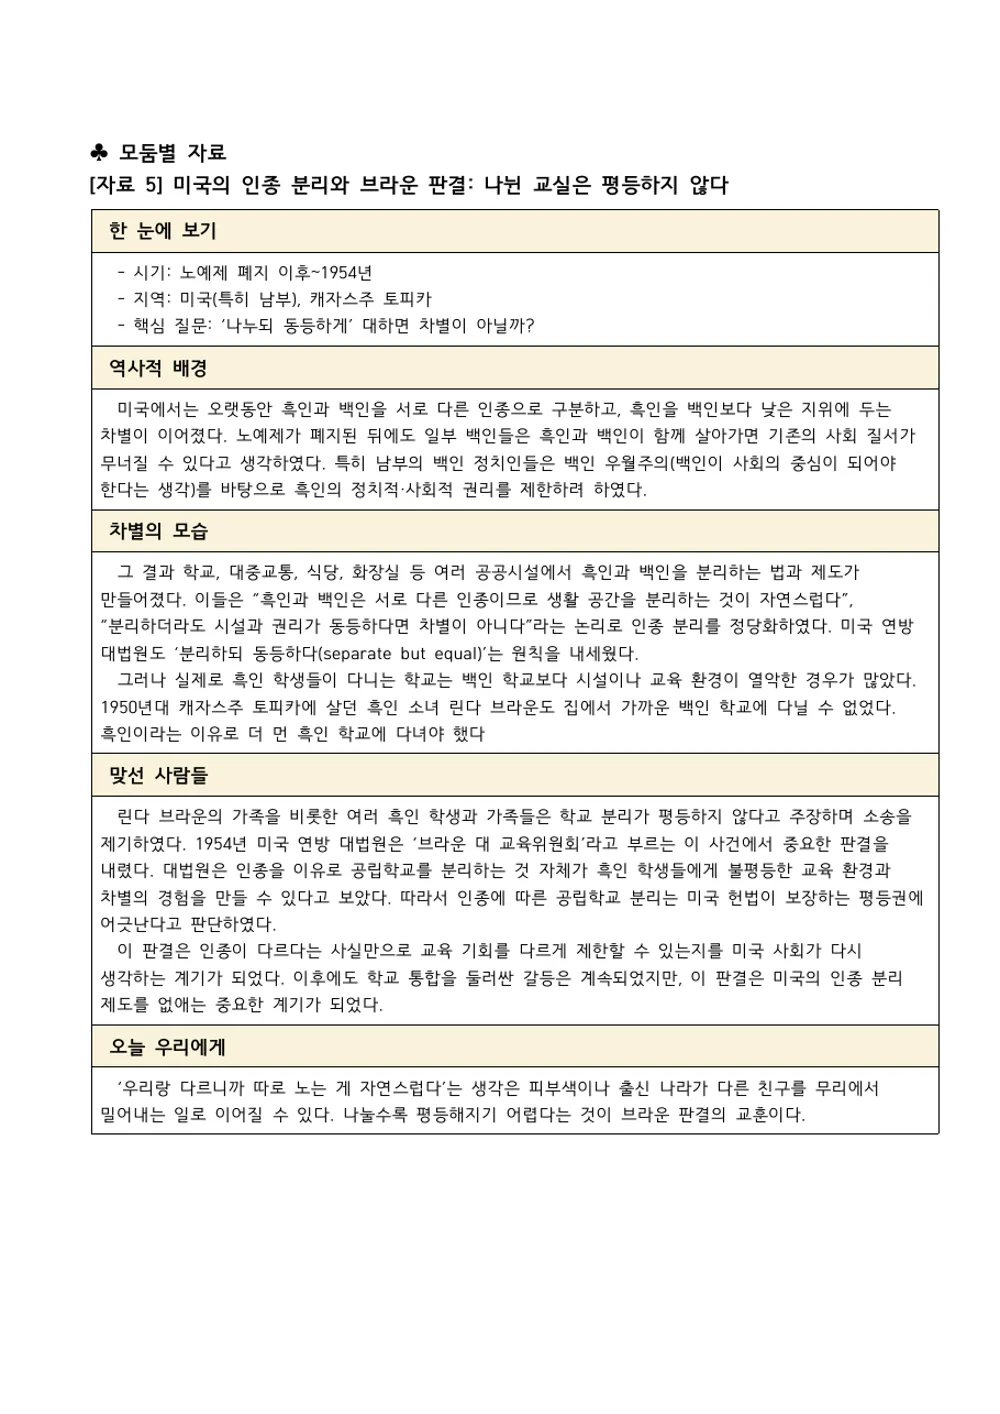 ♣ 모둠별 자료
[자료 5] 미국의 인종 분리와 브라운 판결: 나뉜 교실은 평등하지 않다
한 눈에 보기
- 시기: 노예제 폐지 이후~1954년
- 지역: 미국(특히 남부), 캐자스주 토피카
- 핵심 질문: ‘나누되 동등하게’ 대하면 차별이 아닐까?
역사적 배경
미국에서는 오랫동안 흑인과 백인을 서로 다른 인종으로 구분하고, 흑인을 백인보다 낮은 지위에 두는
차별이 이어졌다. 노예제가 폐지된 뒤에도 일부 백인들은 흑인과 백인이 함께 살아가면 기존의 사회 질서가
무너질 수 있다고 생각하였다. 특히 남부의 백인 정치인들은 백인 우월주의(백인이 사회의 중심이 되어야
한다는 생각)를 바탕으로 흑인의 정치적·사회적 권리를 제한하려 하였다.
차별의 모습
그 결과 학교, 대중교통, 식당, 화장실 등 여러 공공시설에서 흑인과 백인을 분리하는 법과 제도가
만들어졌다. 이들은 “흑인과 백인은 서로 다른 인종이므로 생활 공간을 분리하는 것이 자연스럽다”,
“분리하더라도 시설과 권리가 동등하다면 차별이 아니다”라는 논리로 인종 분리를 정당화하였다. 미국 연방
대법원도 ‘분리하되 동등하다(separate but equal)’는 원칙을 내세웠다.
그러나 실제로 흑인 학생들이 다니는 학교는 백인 학교보다 시설이나 교육 환경이 열악한 경우가 많았다.
1950년대 캐자스주 토피카에 살던 흑인 소녀 린다 브라운도 집에서 가까운 백인 학교에 다닐 수 없었다.
흑인이라는 이유로 더 먼 흑인 학교에 다녀야 했다
맞선 사람들
린다 브라운의 가족을 비롯한 여러 흑인 학생과 가족들은 학교 분리가 평등하지 않다고 주장하며 소송을
제기하였다. 1954년 미국 연방 대법원은 ‘브라운 대 교육위원회’라고 부르는 이 사건에서 중요한 판결을
내렸다. 대법원은 인종을 이유로 공립학교를 분리하는 것 자체가 흑인 학생들에게 불평등한 교육 환경과
차별의 경험을 만들 수 있다고 보았다. 따라서 인종에 따른 공립학교 분리는 미국 헌법이 보장하는 평등권에
어긋난다고 판단하였다.
이 판결은 인종이 다르다는 사실만으로 교육 기회를 다르게 제한할 수 있는지를 미국 사회가 다시
생각하는 계기가 되었다. 이후에도 학교 통합을 둘러싼 갈등은 계속되었지만, 이 판결은 미국의 인종 분리
제도를 없애는 중요한 계기가 되었다.
오늘 우리에게
‘우리랑 다르니까 따로 노는 게 자연스럽다’는 생각은 피부색이나 출신 나라가 다른 친구를 무리에서
밀어내는 일로 이어질 수 있다. 나눌수록 평등해지기 어렵다는 것이 브라운 판결의 교훈이다.